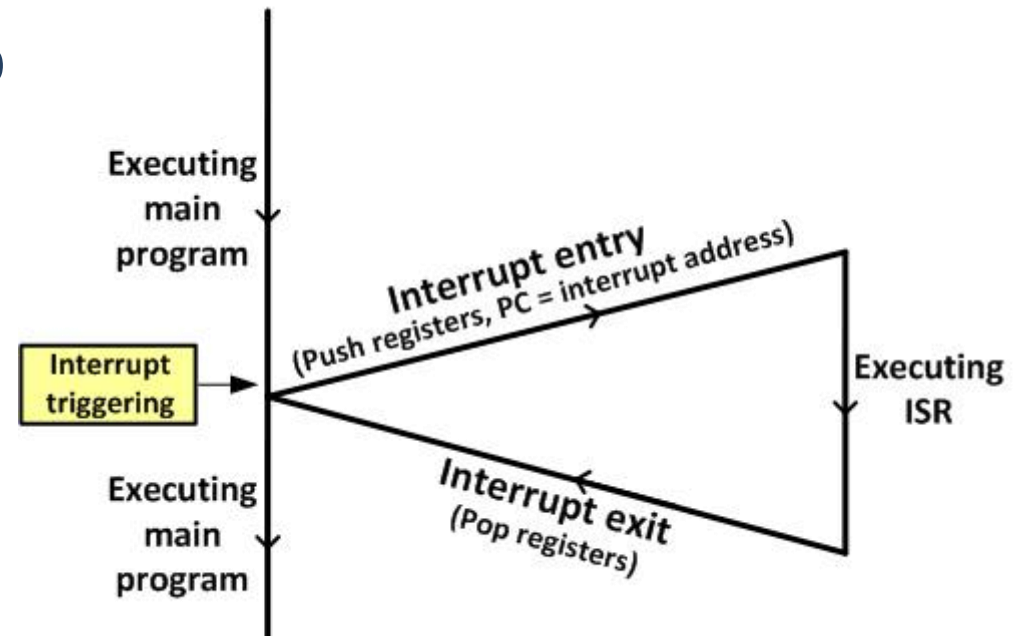 )
Executing
main
program
Interrupt entry
(Push registers, PC = interrupt address)
Interrupt
triggering
Executing
ISR
Interrupt exit
(Pop registers)
Executing
main
program